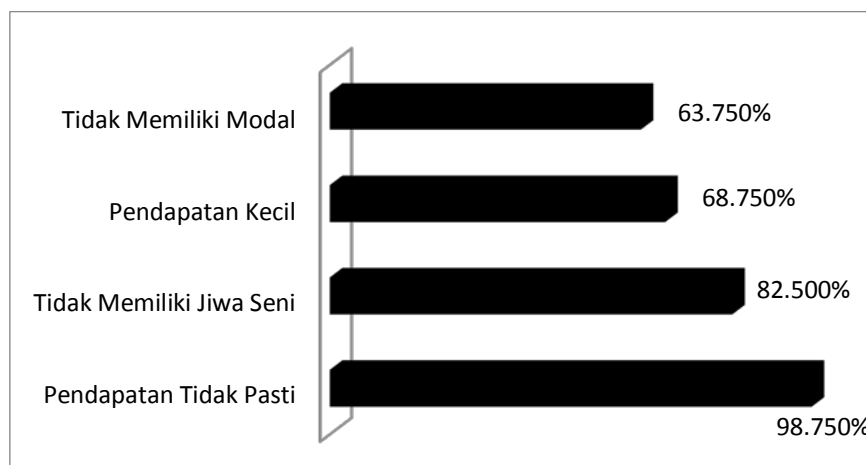 Tidak Memiliki Modal
63.750%
Pendapatan Kecil
68.750%
Tidak Memiliki Jiwa Seni
82.500%
Pendapatan Tidak Pasti
98.750%